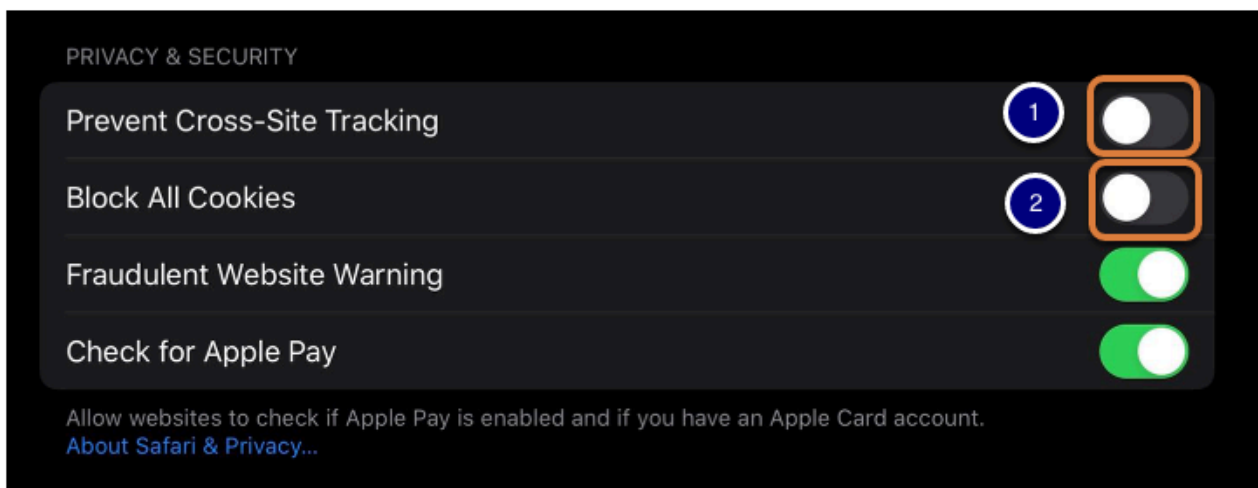 PRIVACY & SECURITY
Prevent Cross-Site Tracking
1
Block All Cookies
2
Fraudulent Website Warning
Check for Apple Pay
Allow websites to check if Apple Pay is enabled and if you have an Apple Card account.
About Safari & Privacy...